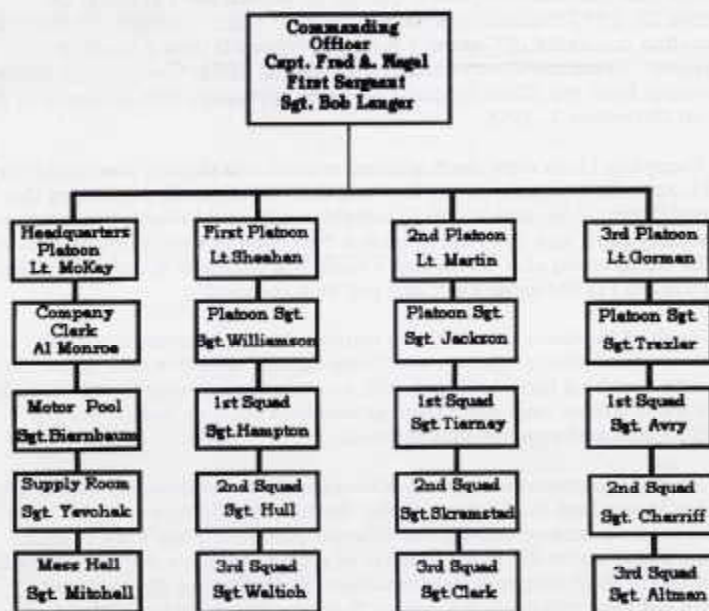 Commanding
Officer
Capt. Fred A. Nagel
First Sergeant
Sgt. Bob Langer
Headquarters
Platoon
Lt. McKay
First Platoon
Lt.Sheahan
2nd Platoon
Lt. Martin
3rd Platoon
Lt.Gorman
Company
Clerk
Al Monroe
Platoon Sgt.
Sgt.Williamson
Platoon Sgt.
Sgt. Jackson
Platoon Sgt.
Sgt.Trexler
Motor Pool
Sgt.Biernbaum
1st Squad
Sgt.Hampton
1st Squad
Sgt.Tiarney
1st Squad
Sgt. Avry
Supply Room
Sgt. Yevchak
2nd Squad
Sgt. Hull
2nd Squad
Sgt.Skramstad
2nd Squad
Sgt. Charriff
Mess Hall
Sgt. Mitchell
3rd Squad
Sgt.Waltich
3rd Squad
Sgt.Clark
3rd Squad
Sgt. Altman